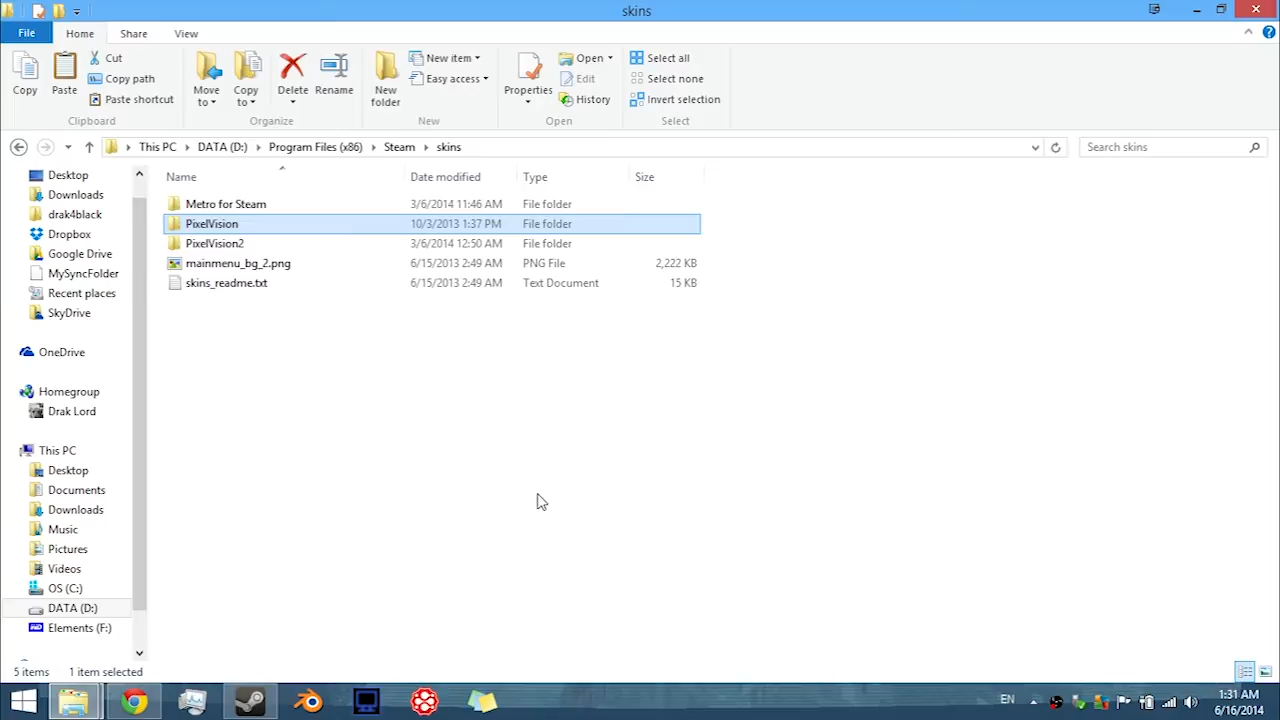 skins
File Home Share View
Copy Paste Cut Copy path Paste shortcut Move to Copy to Delete Rename New folder New item Easy access Properties Open Edit History Select all Select none Invert selection
Clipboard Organize New Open Select
This PC DATA (D:) Program Files (x86) Steam skins Search skins
Name Date modified Type Size
Metro for Steam 3/6/2014 11:46 AM File folder
PixelVision 10/3/2013 1:37 PM File folder
PixelVision2 3/6/2014 12:50 AM File folder
mainmenu_bg_2.png 6/15/2013 2:49 AM PNG File 2,222 KB
skins_readme.txt 6/15/2013 2:49 AM Text Document 15 KB
Desktop
Downloads
drak4black
Dropbox
Google Drive
MySyncFolder
Recent places
SkyDrive
OneDrive
Homegroup
Drak Lord
This PC
Desktop
Documents
Downloads
Music
Pictures
Videos
OS (C:)
DATA (D:)
Elements (F:)
5 items 1 item selected
EN 1:31 AM
6/16/2014